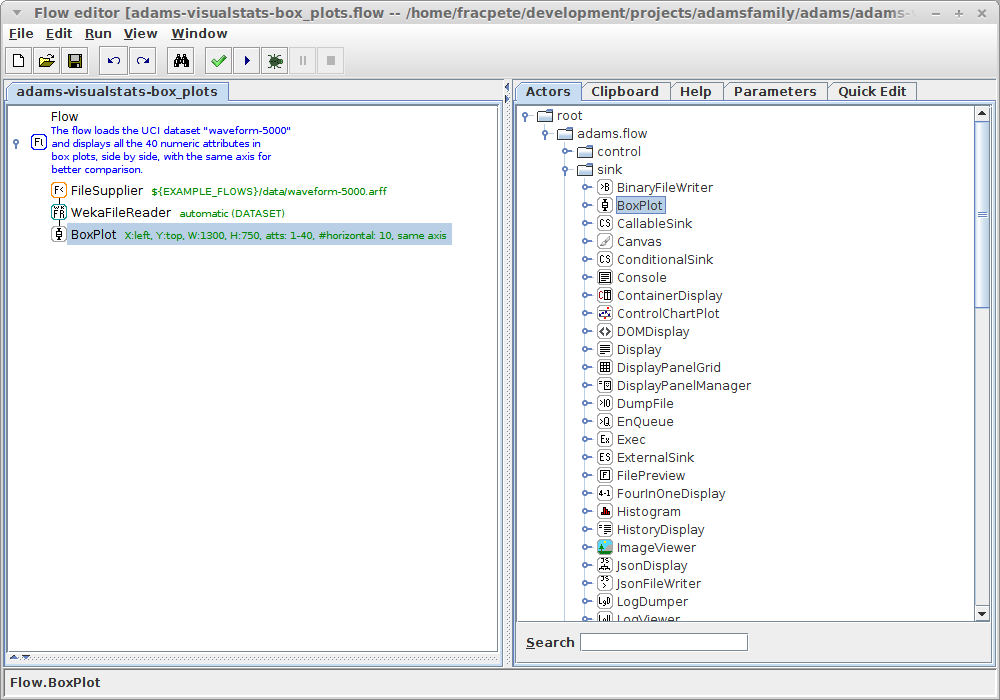 Flow editor [adams-visualstats-box_plots.flow -- /home/fracpete/development/projects/adamsfamily/adams/adams-
File Edit Run View Window
adams-visualstats-box_plots
Flow
The flow loads the UCI dataset "waveform-5000"
and displays all the 40 numeric attributes in
box plots, side by side, with the same axis for
better comparison.
FileSupplier ${EXAMPLE_FLOWS}/data/waveform-5000.arff
WekaFileReader automatic (DATASET)
BoxPlot X:left, Y:top, W:1300, H:750, atts: 1-40, #horizontal: 10, same axis
Actors Clipboard Help Parameters Quick Edit
root
adams.flow
control
sink
BinaryFileWriter
BoxPlot
CallableSink
Canvas
ConditionalSink
Console
ContainerDisplay
ControlChartPlot
DOMDisplay
Display
DisplayPanelGrid
DisplayPanelManager
DumpFile
EnQueue
Exec
ExternalSink
FilePreview
FourInOneDisplay
Histogram
HistoryDisplay
ImageViewer
JsonDisplay
JsonFileWriter
LogDumper
LogViewer
Search
Flow.BoxPlot